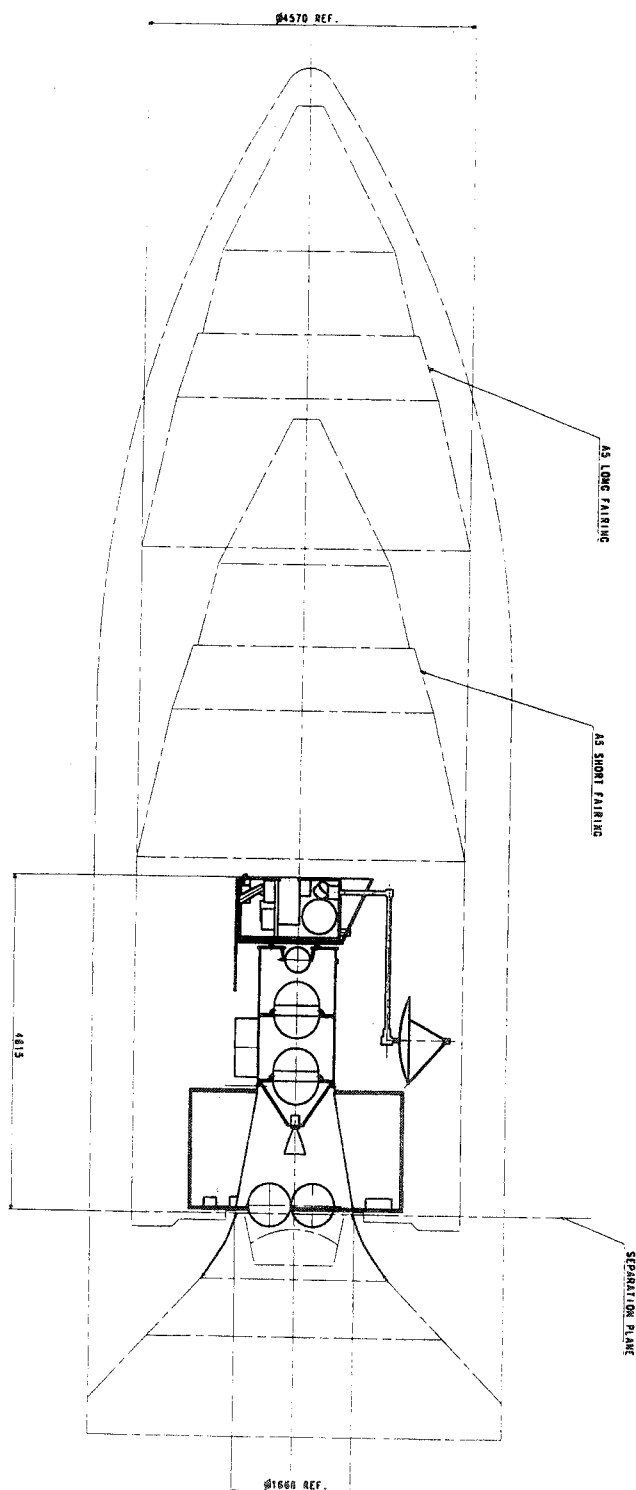 Ø4570 REF.
A5 LONG FAIRING
A5 SHORT FAIRING
4815
SEPARATION PLANE
Ø1666 REF.